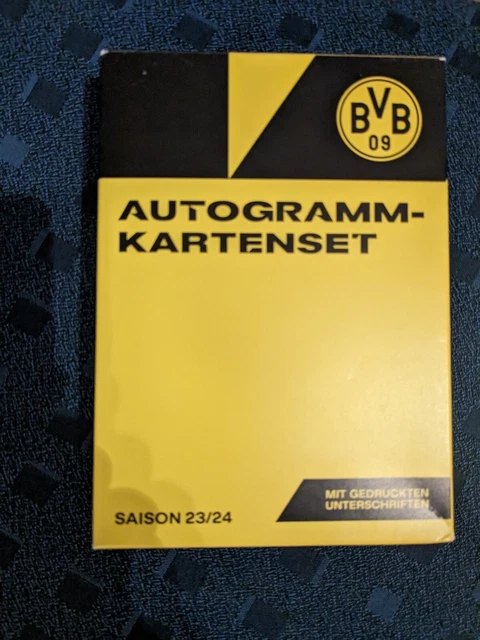 BVB
09
AUTOGRAMM-
KARTENSET
MIT GEDRUCKTEN
UNTERSCHRIFTEN
SAISON 23/24